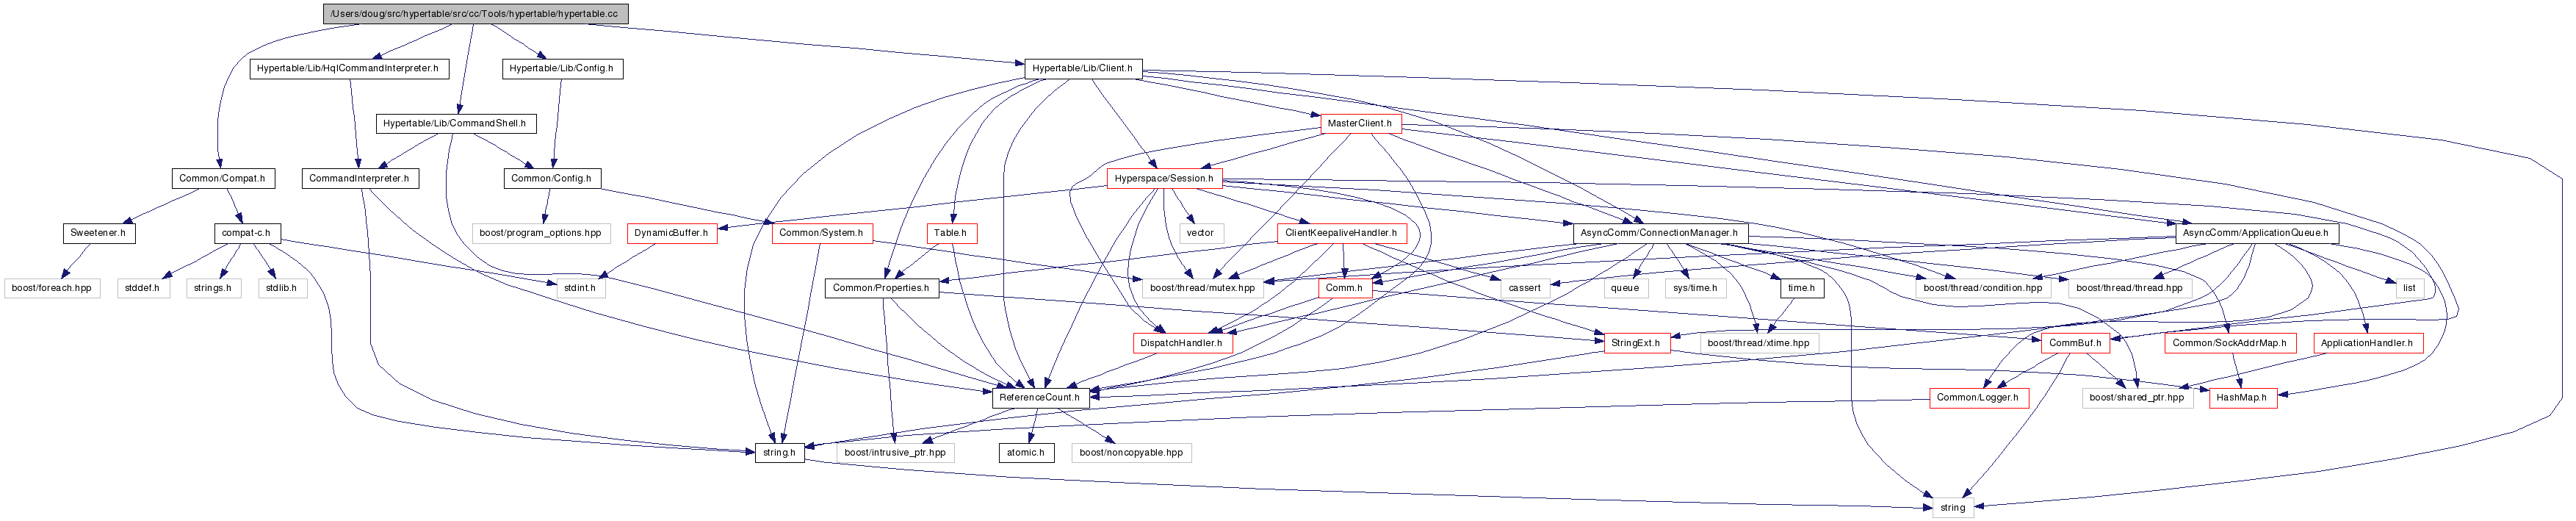 /Users/doug/src/hypertable/src/cc/Tools/hypertable/hypertable.cc
Hypertable/Lib/HqlCommandInterpreter.h
Hypertable/Lib/Config.h
Hypertable/Lib/Client.h
Hypertable/Lib/CommandShell.h
MasterClient.h
Common/Compat.h
CommandInterpreter.h
Common/Config.h
Hyperspace/Session.h
Sweetener.h
compat-c.h
boost/program_options.hpp
DynamicBuffer.h
Common/System.h
Table.h
vector
ClientKeepaliveHandler.h
AsyncComm/ConnectionManager.h
AsyncComm/ApplicationQueue.h
boost/foreach.hpp
stddef.h
strings.h
stdlib.h
stdint.h
Common/Properties.h
boost/thread/mutex.hpp
Comm.h
cassert
queue
sys/time.h
time.h
boost/thread/condition.hpp
boost/thread/thread.hpp
list
DispatchHandler.h
StringExt.h
boost/thread/xtime.hpp
CommBuf.h
Common/SockAddrMap.h
ApplicationHandler.h
ReferenceCount.h
Common/Logger.h
boost/shared_ptr.hpp
HashMap.h
string.h
boost/intrusive_ptr.hpp
atomic.h
boost/noncopyable.hpp
string